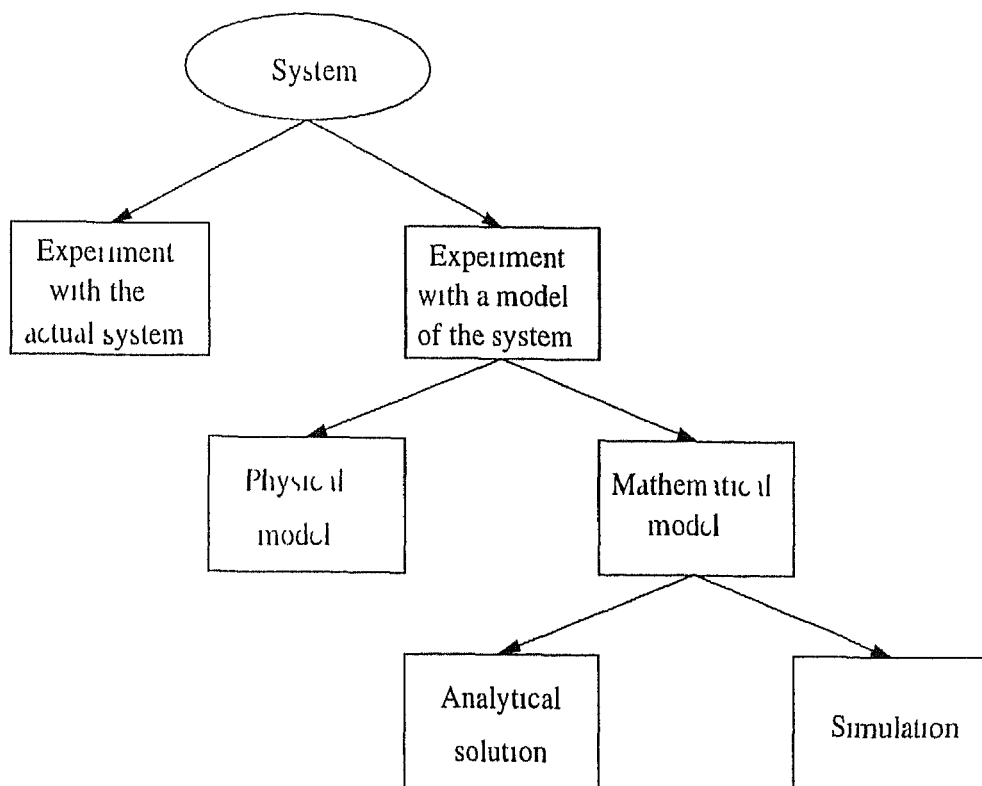 System
Experiment
with the
actual system
Experiment
with a model
of the system
Physical
model
Mathematical
model
Analytical
solution
Simulation